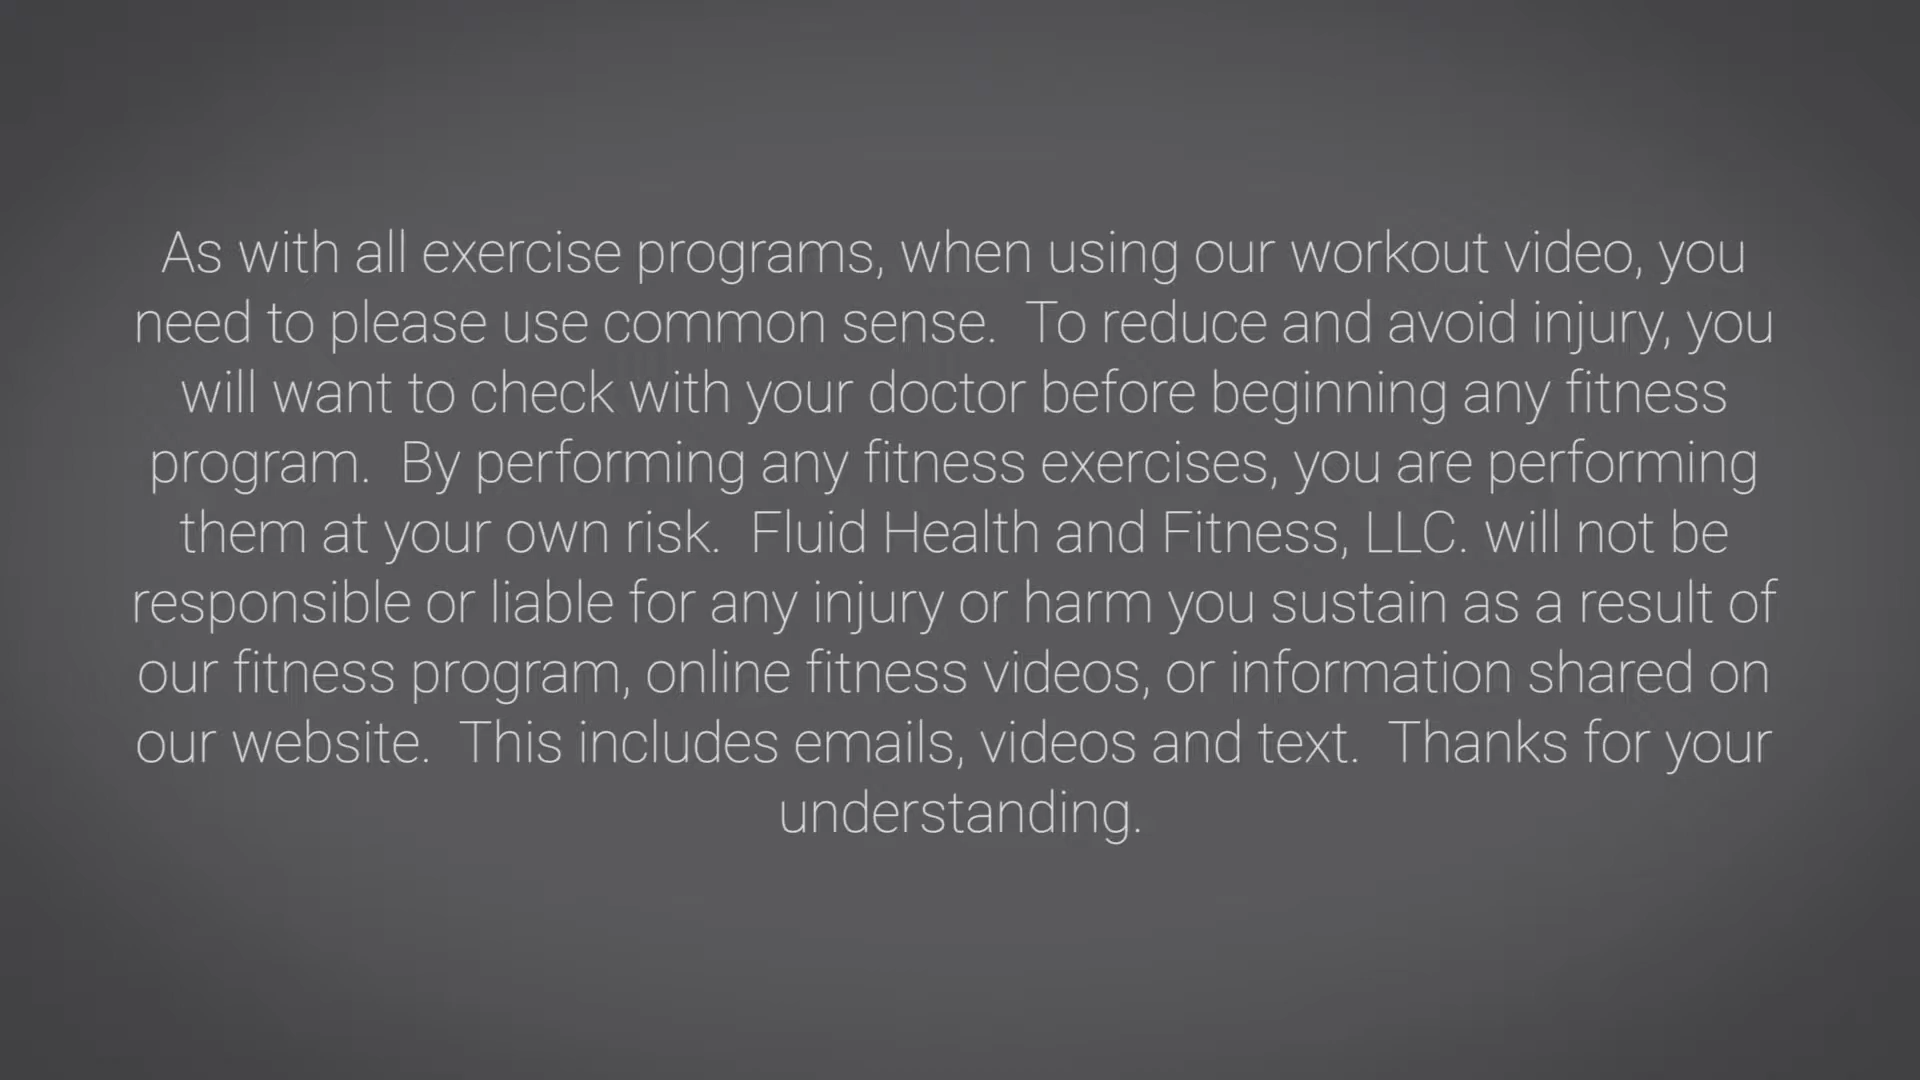 As with all exercise programs, when using our workout video, you
need to please use common sense.  To reduce and avoid injury, you
will want to check with your doctor before beginning any fitness
program.  By performing any fitness exercises, you are performing
them at your own risk.  Fluid Health and Fitness, LLC. will not be
responsible or liable for any injury or harm you sustain as a result of
our fitness program, online fitness videos, or information shared on
our website.  This includes emails, videos and text.  Thanks for your
understanding.